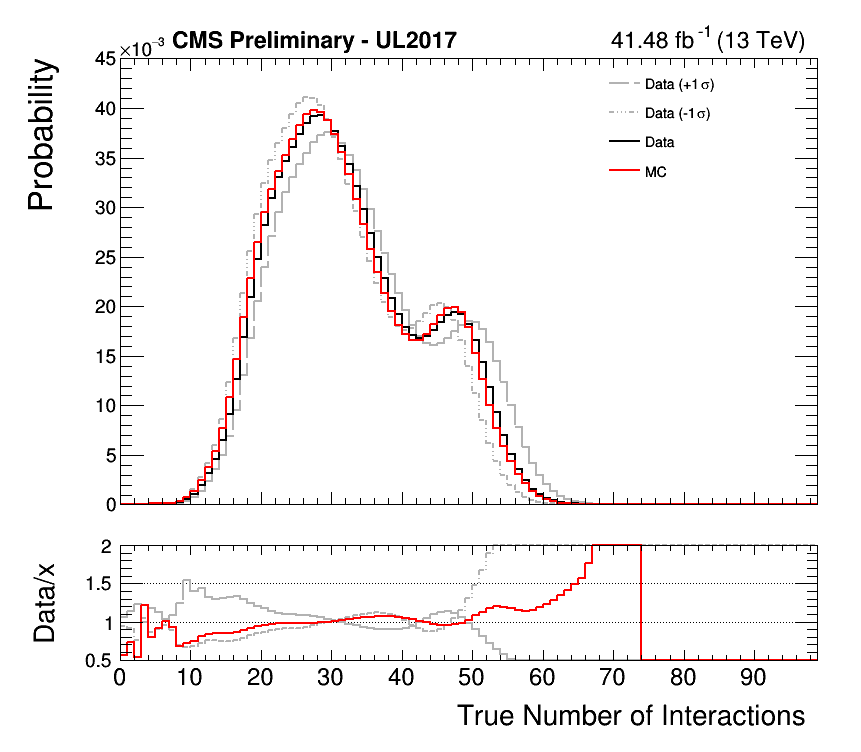 ×10⁻³ CMS Preliminary - UL2017 41.48 fb⁻¹ (13 TeV)
Probability
45
40
35
30
25
20
15
10
5
0
Data (+1σ)
Data (-1σ)
Data
MC
Data/x
2
1.5
1
0.5
0 10 20 30 40 50 60 70 80 90
True Number of Interactions